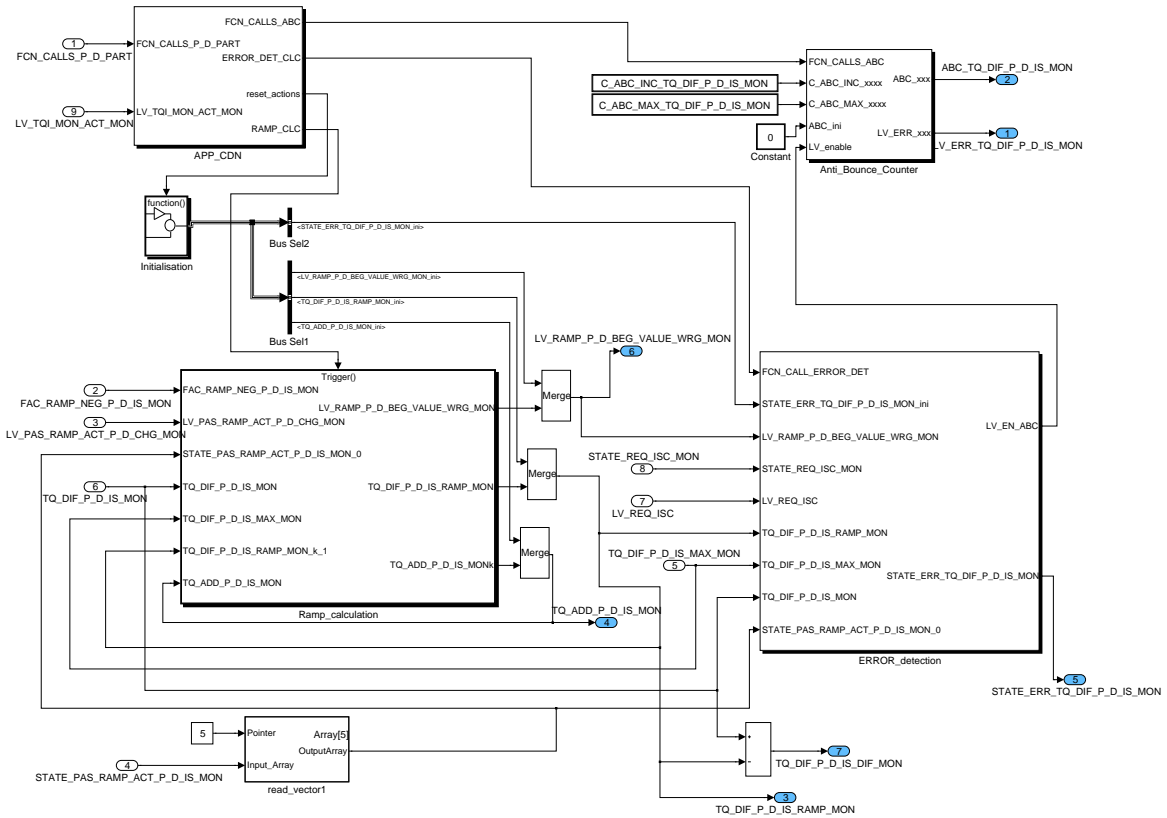 FCN_CALLS_ABC
1
FCN_CALLS_P_D_PART
FCN_CALLS_P_D_PART
ERROR_DET_CLC
reset_actions
9
LV_TQI_MON_ACT_MON
LV_TQI_MON_ACT_MON
RAMP_CLC
APP_CDN
FCN_CALLS_ABC
C_ABC_INC_TQ_DIF_P_D_IS_MON
C_ABC_INC_xxxx
C_ABC_MAX_TQ_DIF_P_D_IS_MON
C_ABC_MAX_xxxx
0
Constant
ABC_ini
LV_enable
ABC_xxx
LV_ERR_xxx
Anti_Bounce_Counter
ABC_TQ_DIF_P_D_IS_MON
2
1
LV_ERR_TQ_DIF_P_D_IS_MON
function()
Initialisation
<STATE_ERR_TQ_DIF_P_D_IS_MON_ini>
Bus Sel2
<LV_RAMP_P_D_BEG_VALUE_WRG_MON_ini>
<TQ_DIF_P_D_IS_RAMP_MON_ini>
<TQ_ADD_P_D_IS_MON_ini>
Bus Sel1
LV_RAMP_P_D_BEG_VALUE_WRG_MON
6
Trigger()
2
FAC_RAMP_NEG_P_D_IS_MON
FAC_RAMP_NEG_P_D_IS_MON
3
LV_PAS_RAMP_ACT_P_D_CHG_MON
LV_PAS_RAMP_ACT_P_D_CHG_MON
STATE_PAS_RAMP_ACT_P_D_IS_MON_0
6
TQ_DIF_P_D_IS_MON
TQ_DIF_P_D_IS_MON
TQ_DIF_P_D_IS_MAX_MON
TQ_DIF_P_D_IS_RAMP_MON_k_1
TQ_ADD_P_D_IS_MON
LV_RAMP_P_D_BEG_VALUE_WRG_MON
TQ_DIF_P_D_IS_RAMP_MON
TQ_ADD_P_D_IS_MONk
Ramp_calculation
Merge
Merge
Merge
TQ_ADD_P_D_IS_MON
4
STATE_REQ_ISC_MON
8
7
LV_REQ_ISC
TQ_DIF_P_D_IS_MAX_MON
5
FCN_CALL_ERROR_DET
STATE_ERR_TQ_DIF_P_D_IS_MON_ini
LV_RAMP_P_D_BEG_VALUE_WRG_MON
STATE_REQ_ISC_MON
LV_REQ_ISC
TQ_DIF_P_D_IS_RAMP_MON
TQ_DIF_P_D_IS_MAX_MON
TQ_DIF_P_D_IS_MON
STATE_PAS_RAMP_ACT_P_D_IS_MON_0
LV_EN_ABC
STATE_ERR_TQ_DIF_P_D_IS_MON
ERROR_detection
5
STATE_ERR_TQ_DIF_P_D_IS_MON
5
Pointer
Array[5]
OutputArray
4
Input_Array
STATE_PAS_RAMP_ACT_P_D_IS_MON
read_vector1
+
−
7
TQ_DIF_P_D_IS_DIF_MON
3
TQ_DIF_P_D_IS_RAMP_MON